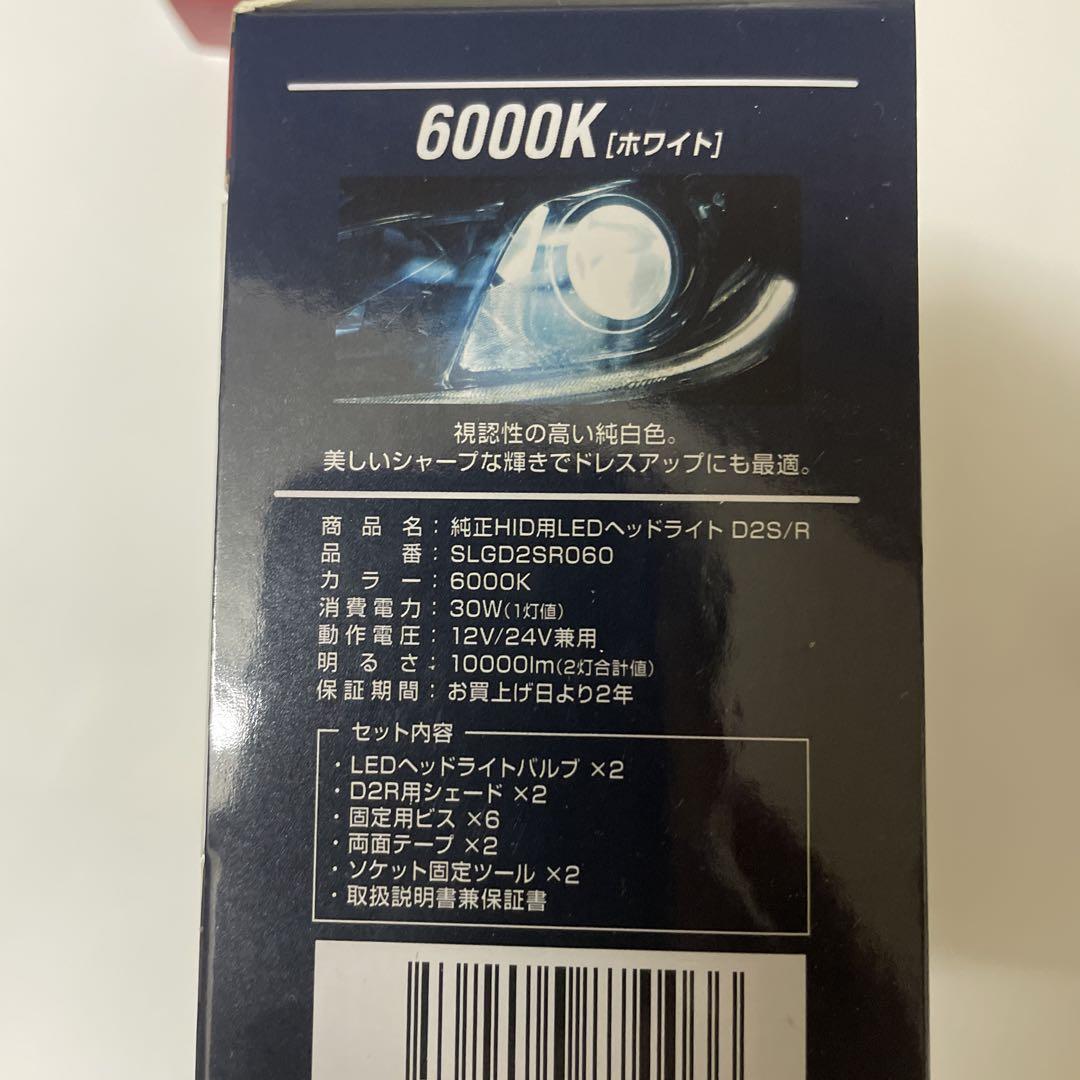 6000K [ホワイト]
視認性の高い純白色。
美しいシャープな輝きでドレスアップにも最適。
商品名：純正HID用LEDヘッドライト D2S/R
品番：SLGD2SR060
カラー：6000K
消費電力：30W(1灯値)
動作電圧：12V/24V兼用
明るさ：10000lm(2灯合計値)
保証期間：お買上げ日より2年
セット内容
・LEDヘッドライトバルブ ×2
・D2R用シェード ×2
・固定用ビス ×6
・両面テープ ×2
・ソケット固定ツール ×2
・取扱説明書兼保証書